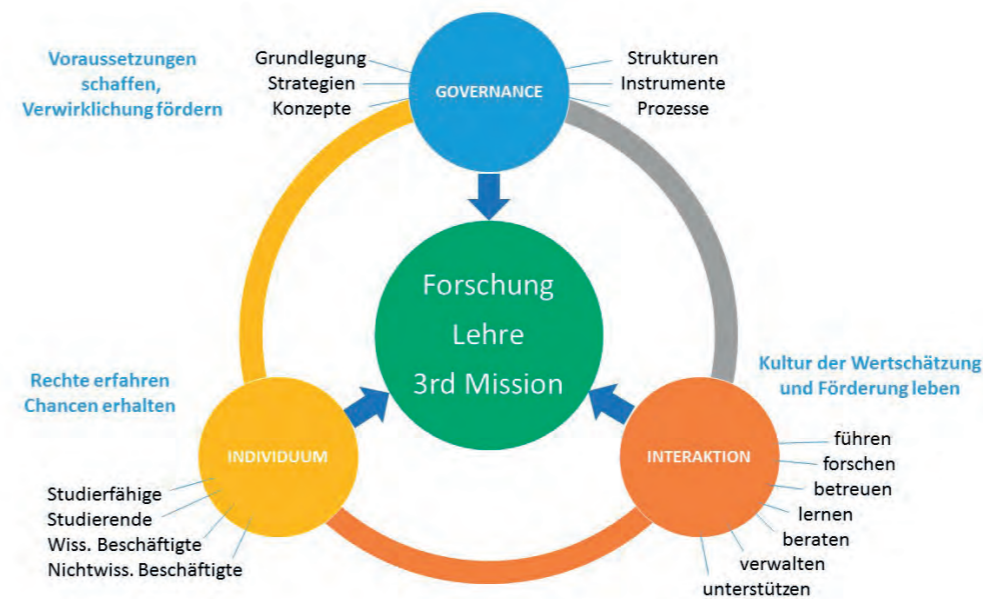 Voraussetzungen
schaffen,
Verwirklichung fördern
Grundlegung
Strategien
Konzepte
GOVERNANCE
Strukturen
Instrumente
Prozesse
Forschung
Lehre
3rd Mission
Rechte erfahren
Chancen erhalten
INDIVIDUUM
Studierfähige
Studierende
Wiss. Beschäftigte
Nichtwiss. Beschäftigte
Kultur der Wertschätzung
und Förderung leben
INTERAKTION
führen
forschen
betreuen
lernen
beraten
verwalten
unterstützen